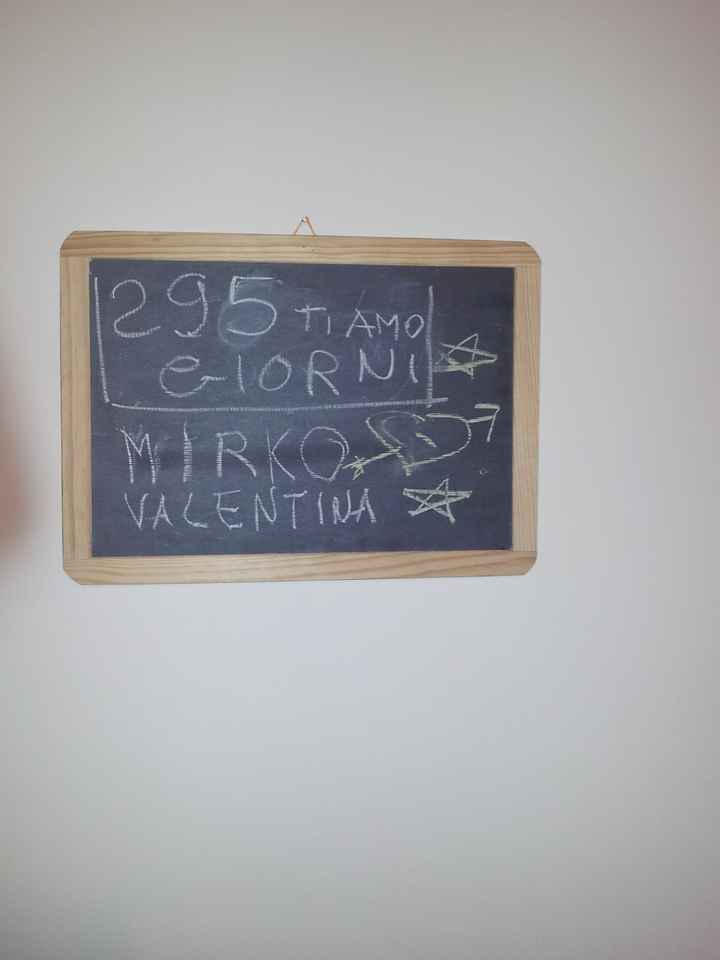 295 TI AMO
GIORNI
MIRKO
VALENTINA